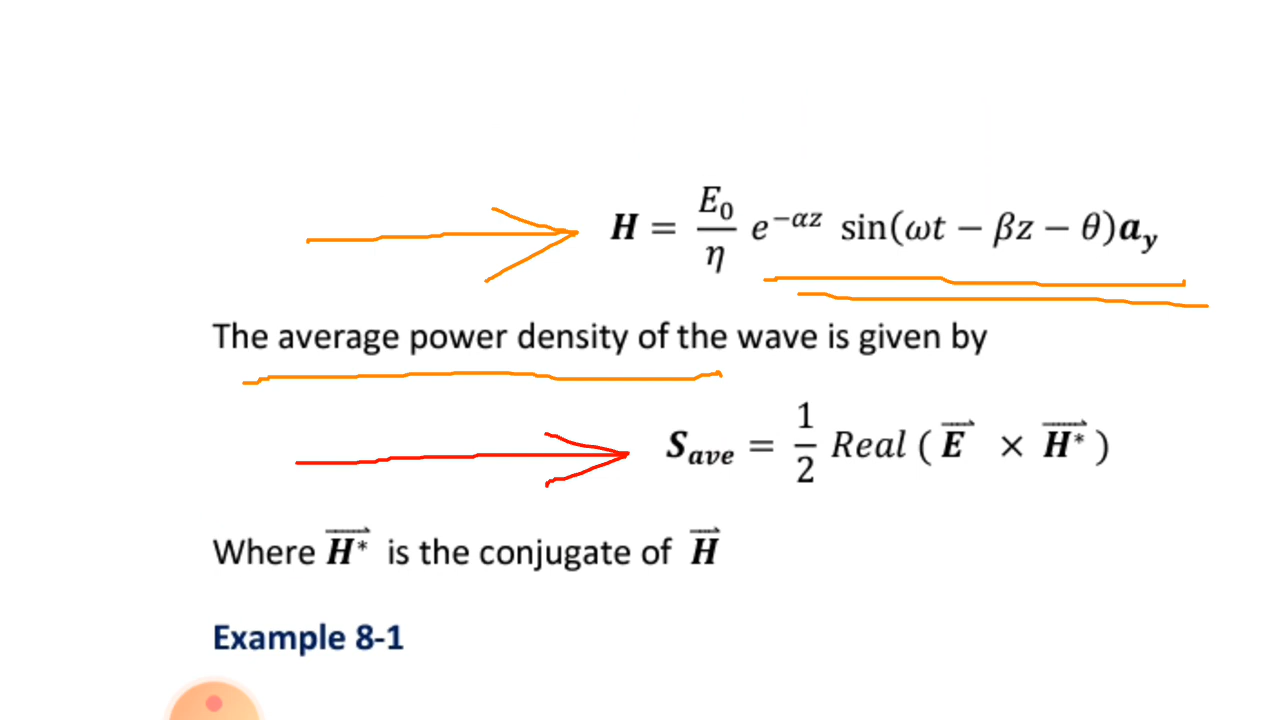 H = E₀/η e^{−αz} sin(ωt − βz − θ)a_y
The average power density of the wave is given by
S_ave = 1/2 Real ( E⃗ × H⃗* )
Where H⃗* is the conjugate of H⃗
Example 8-1